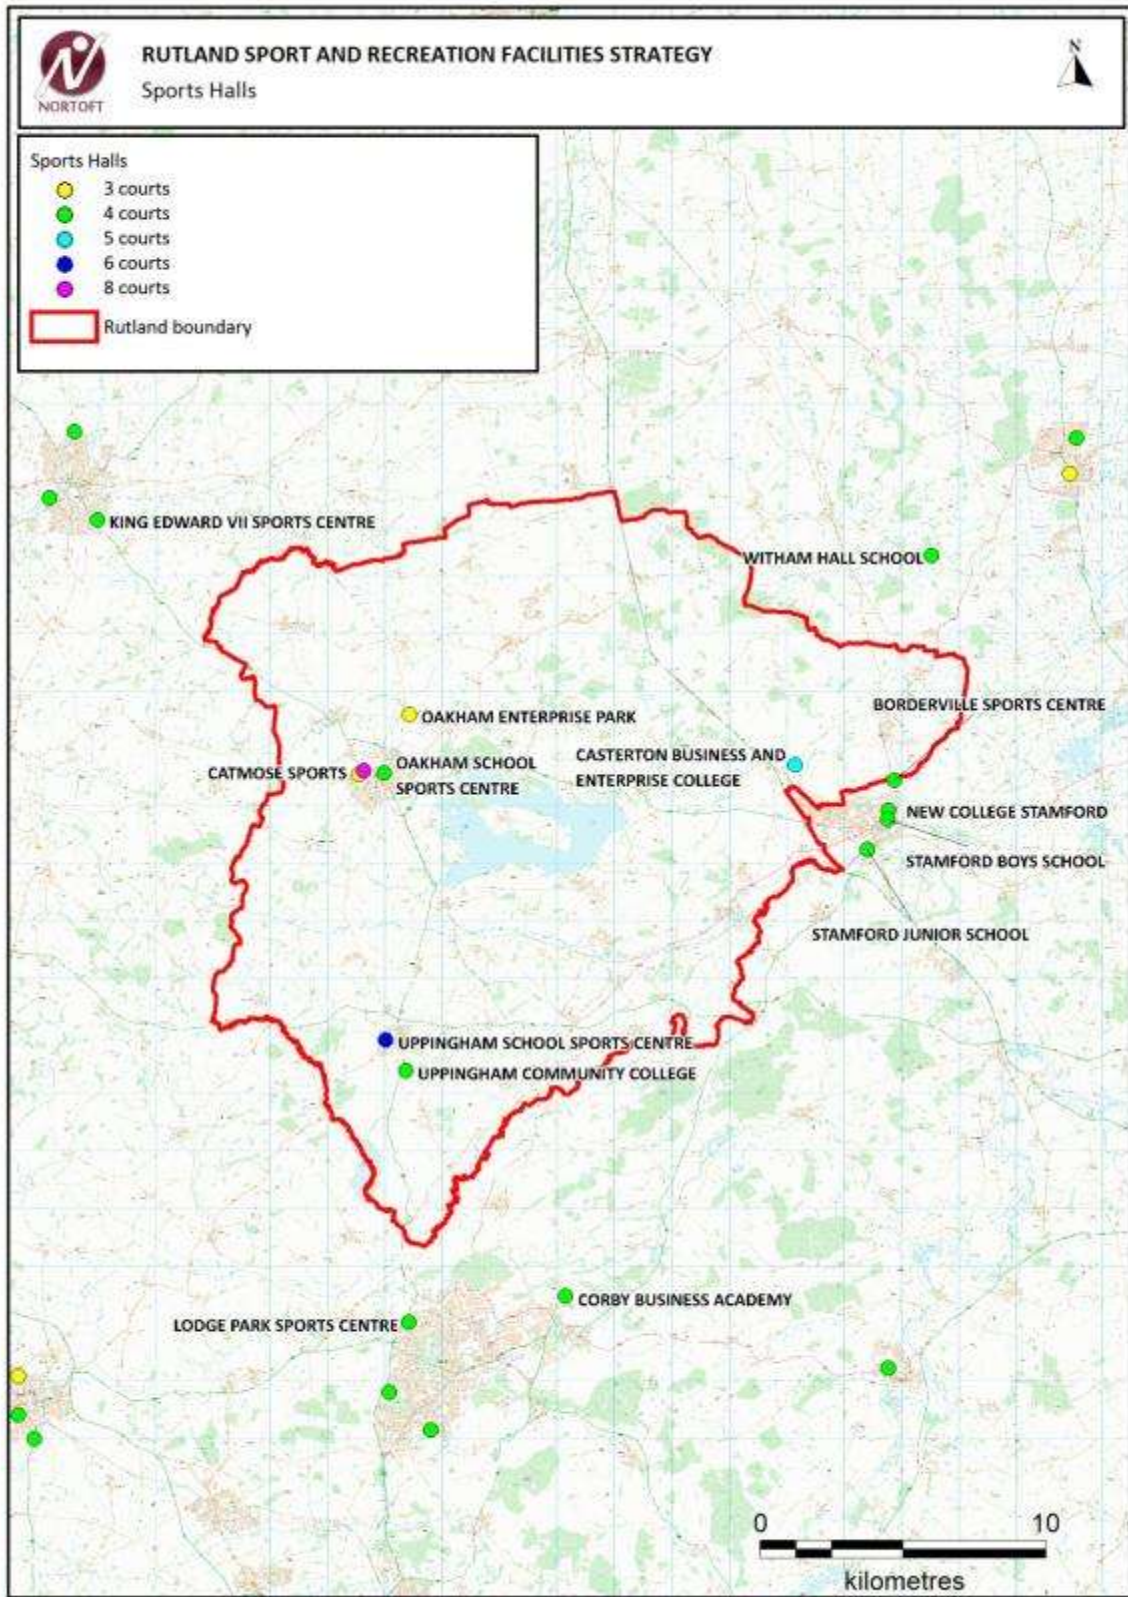 RUTLAND SPORT AND RECREATION FACILITIES STRATEGY
Sports Halls
NORTOFT
N
Sports Halls
3 courts
4 courts
5 courts
6 courts
8 courts
Rutland boundary
KING EDWARD VII SPORTS CENTRE
WITHAM HALL SCHOOL
BORDERVILLE SPORTS CENTRE
OAKHAM ENTERPRISE PARK
CATMOSE SPORTS
OAKHAM SCHOOL
SPORTS CENTRE
CASTERTON BUSINESS AND
ENTERPRISE COLLEGE
NEW COLLEGE STAMFORD
STAMFORD BOYS SCHOOL
STAMFORD JUNIOR SCHOOL
UPPINGHAM SCHOOL SPORTS CENTRE
UPPINGHAM COMMUNITY COLLEGE
CORBY BUSINESS ACADEMY
LODGE PARK SPORTS CENTRE
0 10
kilometres